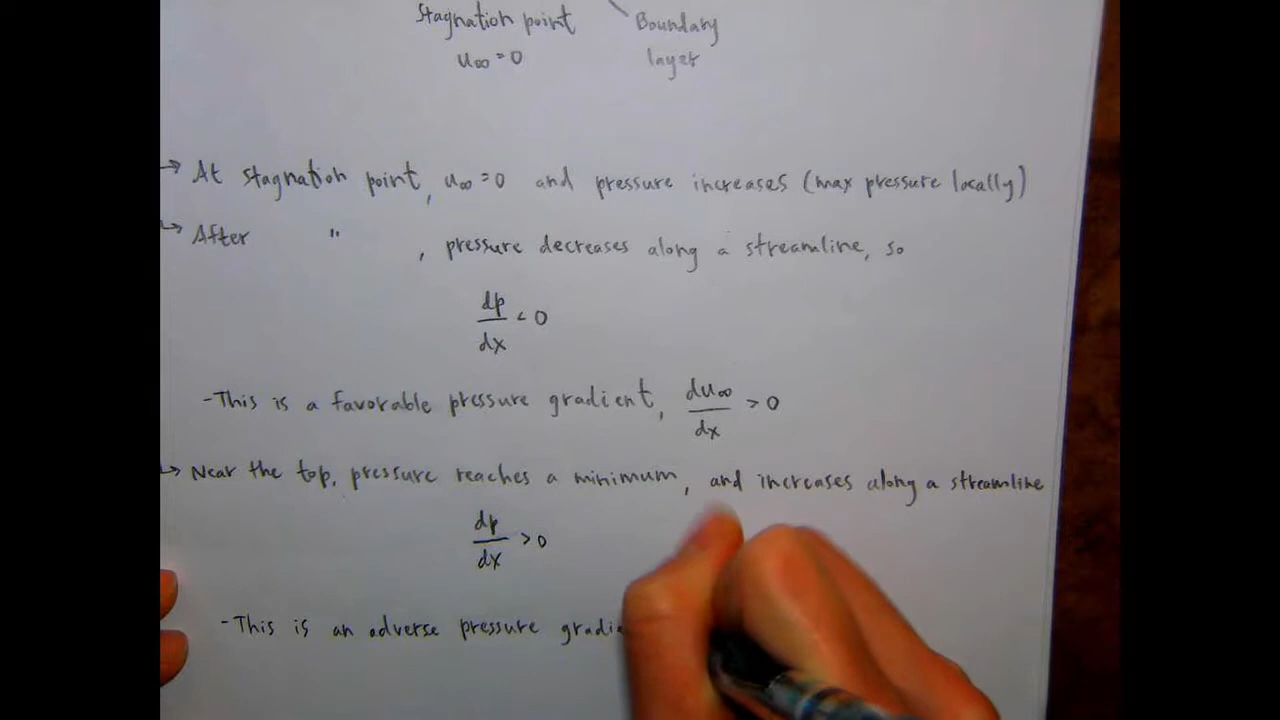 Stagnation point
Boundary
u∞ = 0
layer
→ At stagnation point, u∞ = 0 and pressure increases (max pressure locally)
↳ After " , pressure decreases along a streamline, so
dp/dx < 0
- This is a favorable pressure gradient, du∞/dx > 0
↳ Near the top, pressure reaches a minimum, and increases along a streamline
dp/dx > 0
- This is an adverse pressure